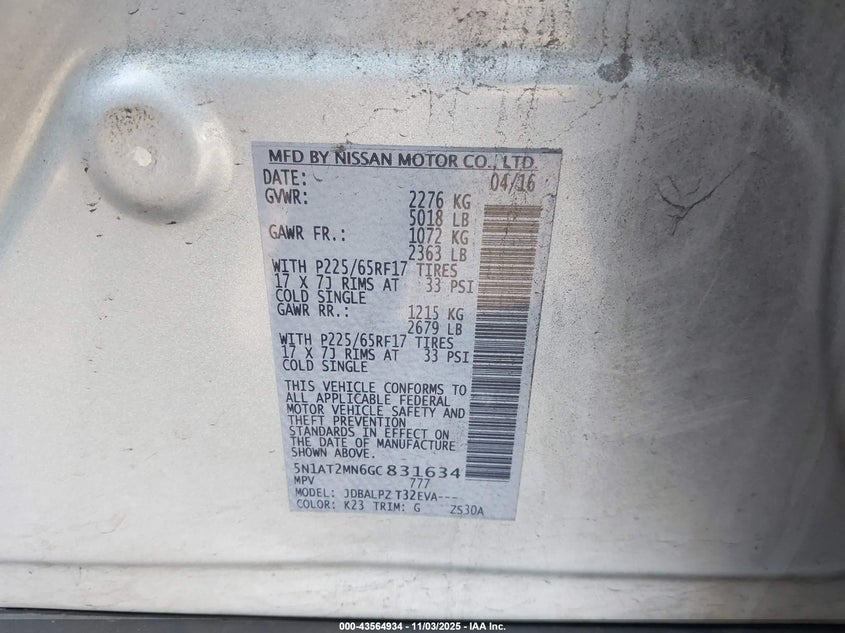 MFD BY NISSAN MOTOR CO., LTD.
DATE: 04/16
GVWR: 2276 KG
5018 LB
GAWR FR.: 1072 KG
2363 LB
WITH P225/65RF17 TIRES
17 X 7J RIMS AT 33 PSI
COLD SINGLE
GAWR RR.: 1215 KG
2679 LB
WITH P225/65RF17 TIRES
17 X 7J RIMS AT 33 PSI
COLD SINGLE
THIS VEHICLE CONFORMS TO
ALL APPLICABLE FEDERAL
MOTOR VEHICLE SAFETY AND
THEFT PREVENTION
STANDARDS IN EFFECT ON
THE DATE OF MANUFACTURE
SHOWN ABOVE.
5N1AT2MN6GC831634
MPV 777
MODEL: JDBALPZ T32EVA---
COLOR: K23 TRIM: G ZS30A
000-43564934 - 11/03/2025 - IAA Inc.